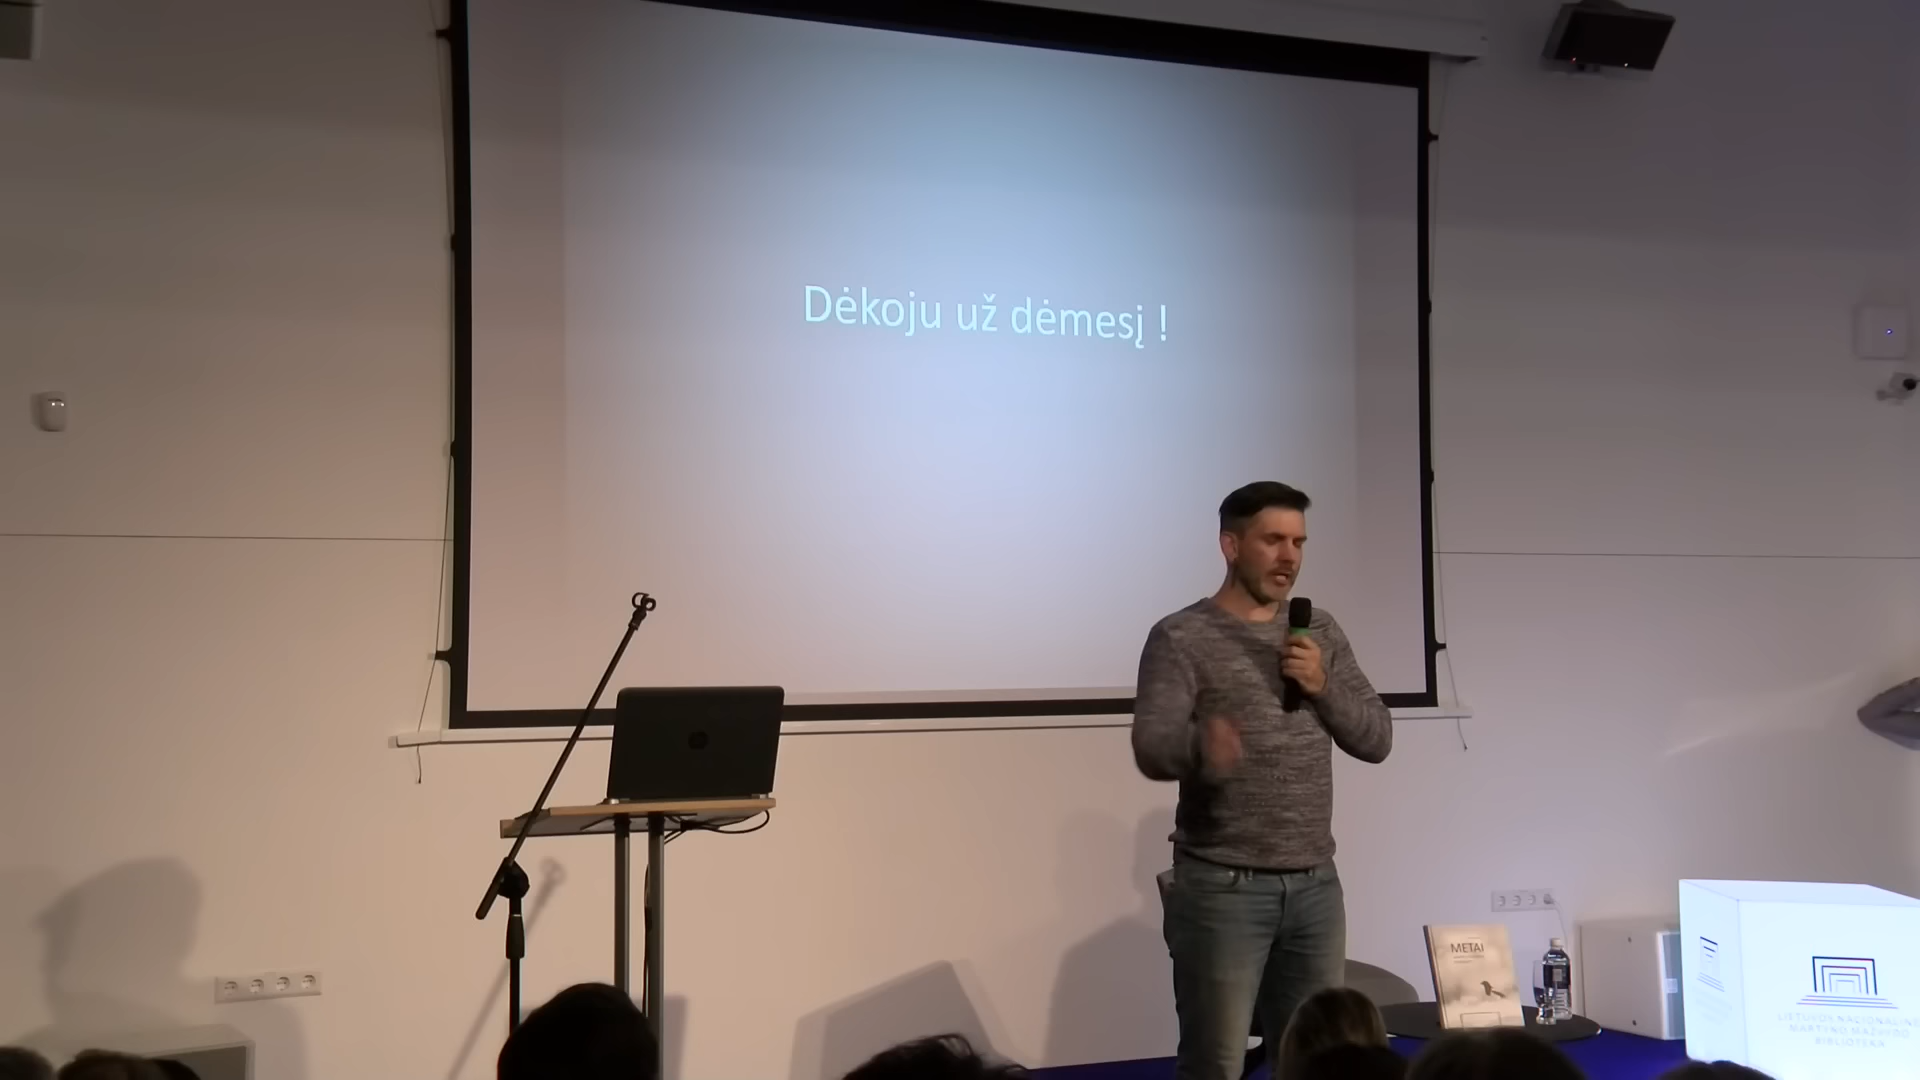 Dėkoju už dėmesį !
METAI
LIETUVOS NACIONALINĖ
MARTYNO MAŽVYDO
BIBLIOTEKA